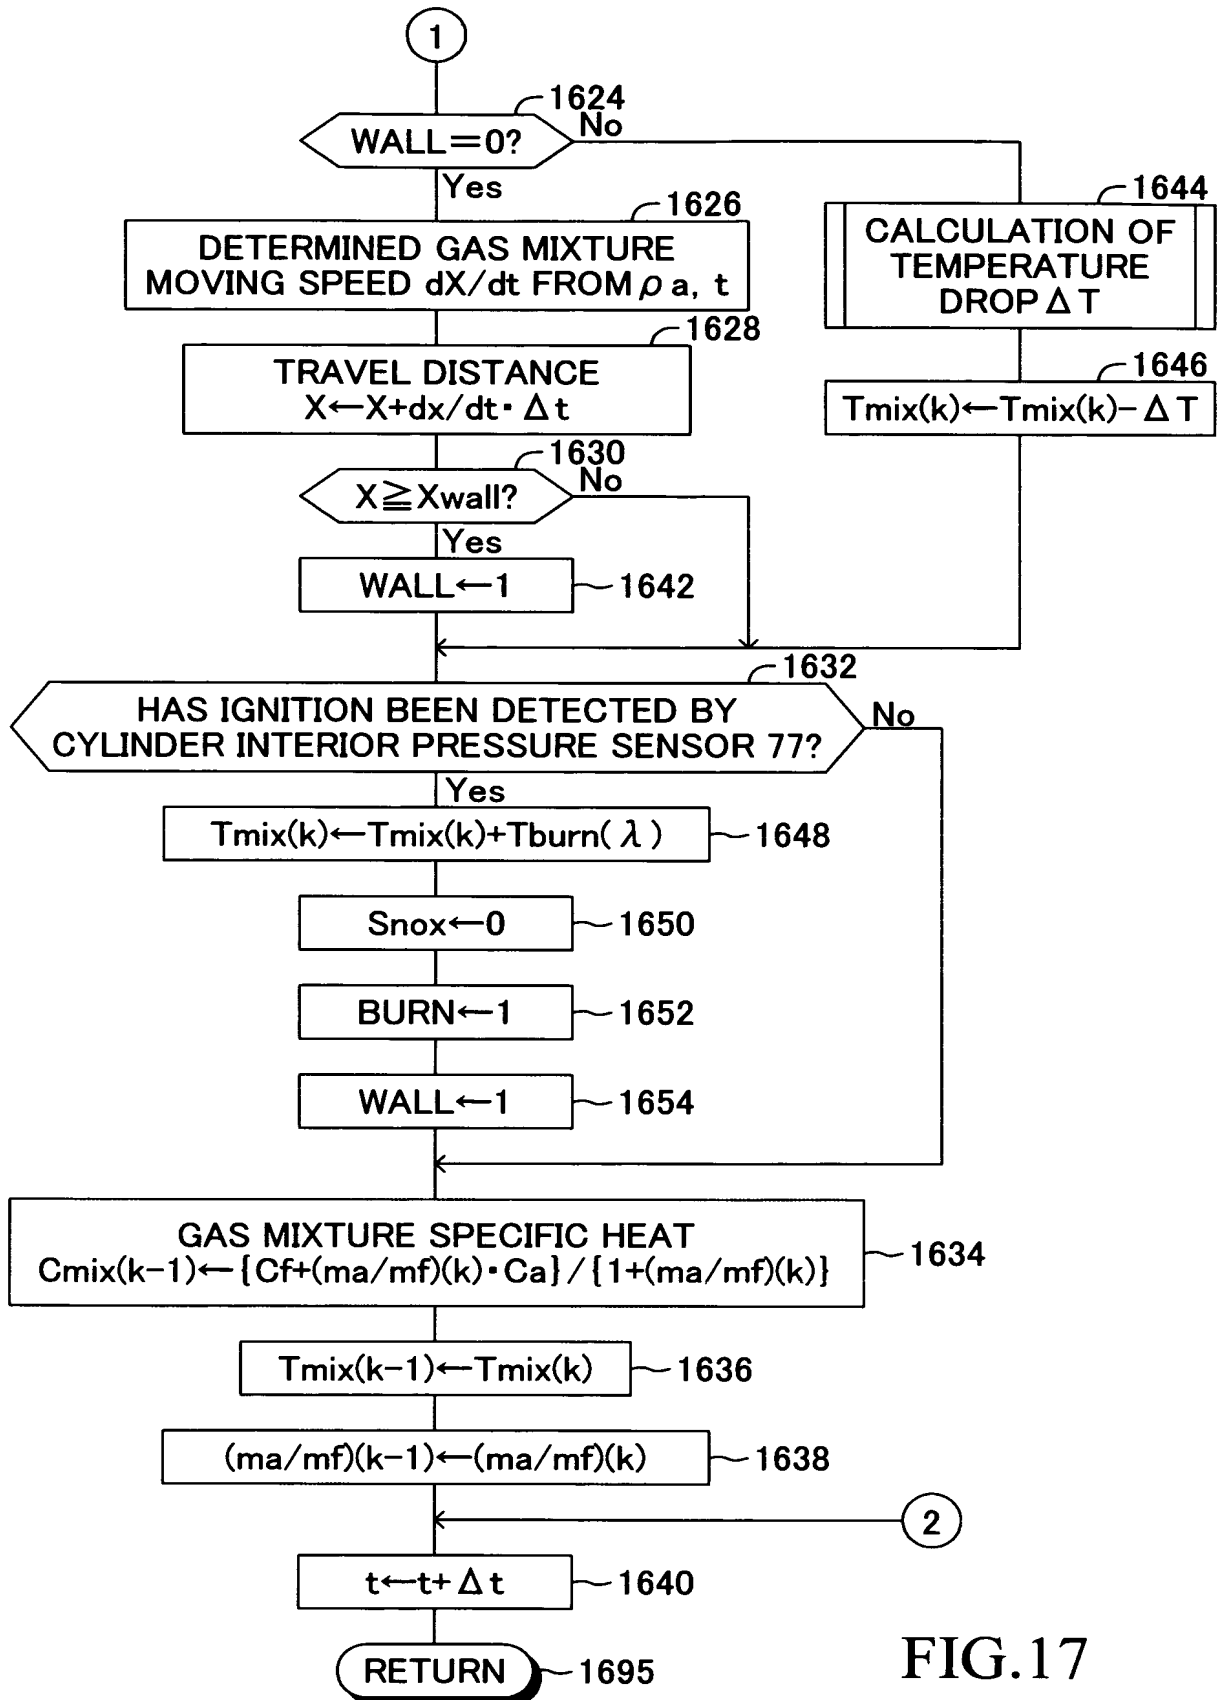 1
1624
WALL=0?
No
Yes
1626
DETERMINED GAS MIXTURE
MOVING SPEED dX/dt FROM ρa, t
1644
CALCULATION OF
TEMPERATURE
DROP ΔT
1628
TRAVEL DISTANCE
X←X+dx/dt・Δt
1646
Tmix(k)←Tmix(k)-ΔT
1630
X≧Xwall?
No
Yes
WALL←1
1642
1632
HAS IGNITION BEEN DETECTED BY
CYLINDER INTERIOR PRESSURE SENSOR 77?
No
Yes
Tmix(k)←Tmix(k)+Tburn(λ)
1648
Snox←0
1650
BURN←1
1652
WALL←1
1654
GAS MIXTURE SPECIFIC HEAT
Cmix(k-1)←{Cf+(ma/mf)(k)・Ca}/{1+(ma/mf)(k)}
1634
Tmix(k-1)←Tmix(k)
1636
(ma/mf)(k-1)←(ma/mf)(k)
1638
2
t←t+Δt
1640
RETURN
1695
FIG.17